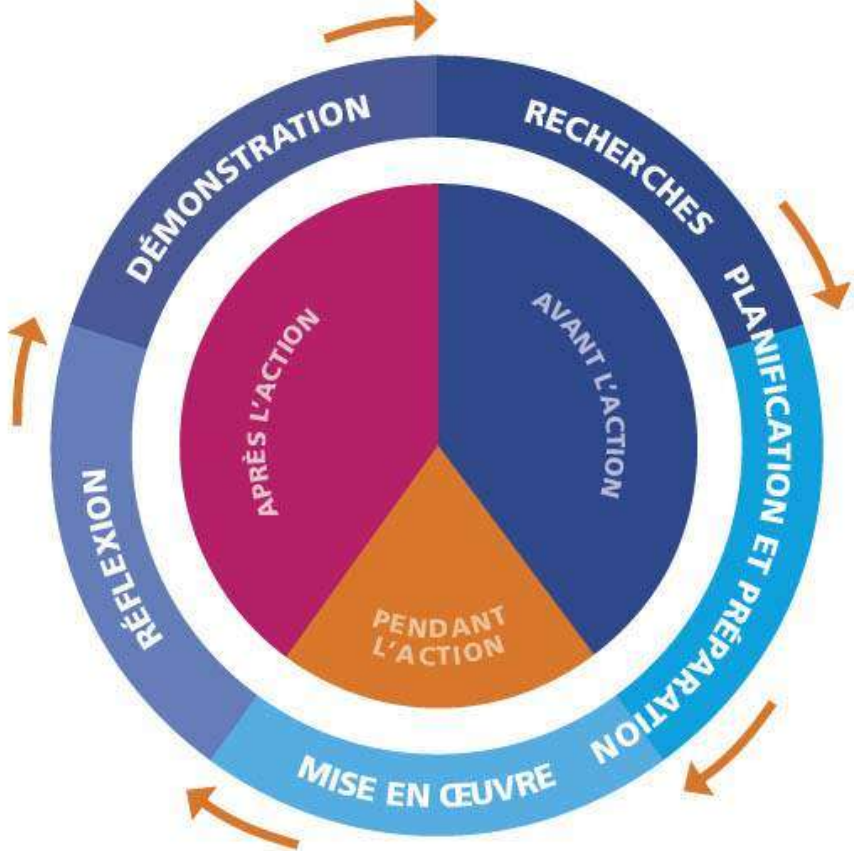 RECHERCHES
PLANIFICATION ET PRÉPARATION
MISE EN ŒUVRE
RÉFLEXION
DÉMONSTRATION
AVANT L'ACTION
PENDANT
L'ACTION
APRÈS L'ACTION